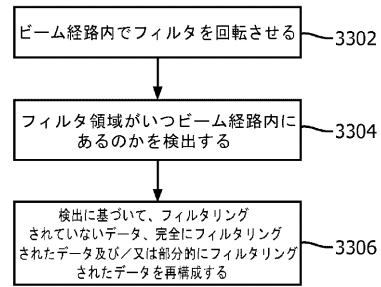 ビーム経路内でフィルタを回転させる
3302
フィルタ領域がいつビーム経路内に
あるのかを検出する
3304
検出に基づいて、フィルタリング
されていないデータ、完全にフィルタリング
されたデータ及び/又は部分的にフィルタリング
されたデータを再構成する
3306